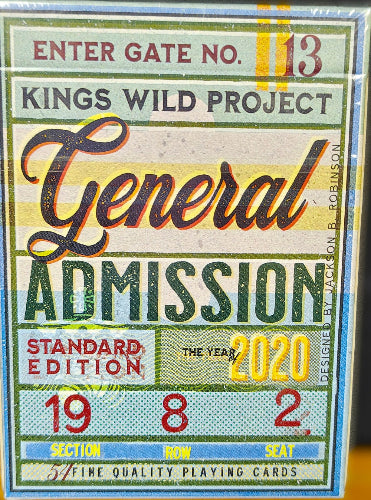 ENTER GATE NO. 13
KINGS WILD PROJECT
General
ADMISSION
DESIGNED BY JACKSON B. ROBINSON
STANDARD
EDITION
THE YEAR 2020
19 8 2
SECTION ROW SEAT
54 FINE QUALITY PLAYING CARDS